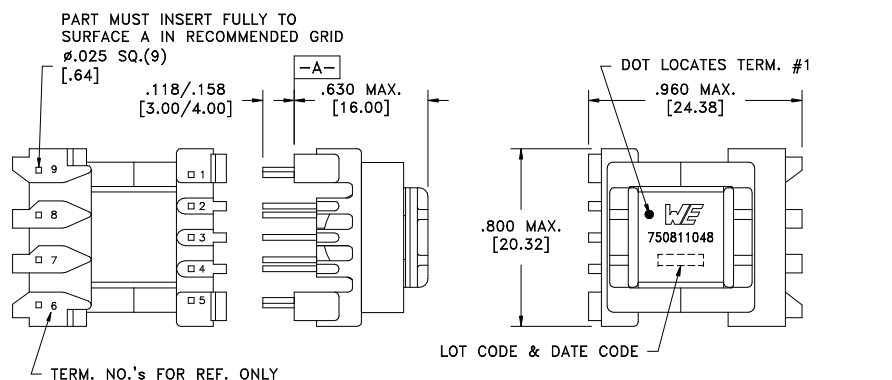 PART MUST INSERT FULLY TO
SURFACE A IN RECOMMENDED GRID
ø.025 SQ.(9)
[.64]
.118/.158
[3.00/4.00]
-A-
.630 MAX.
[16.00]
DOT LOCATES TERM. #1
.960 MAX.
[24.38]
9
1
8
2
7
3
4
6
5
.800 MAX.
[20.32]
WE
750811048
LOT CODE & DATE CODE
TERM. NO.'s FOR REF. ONLY